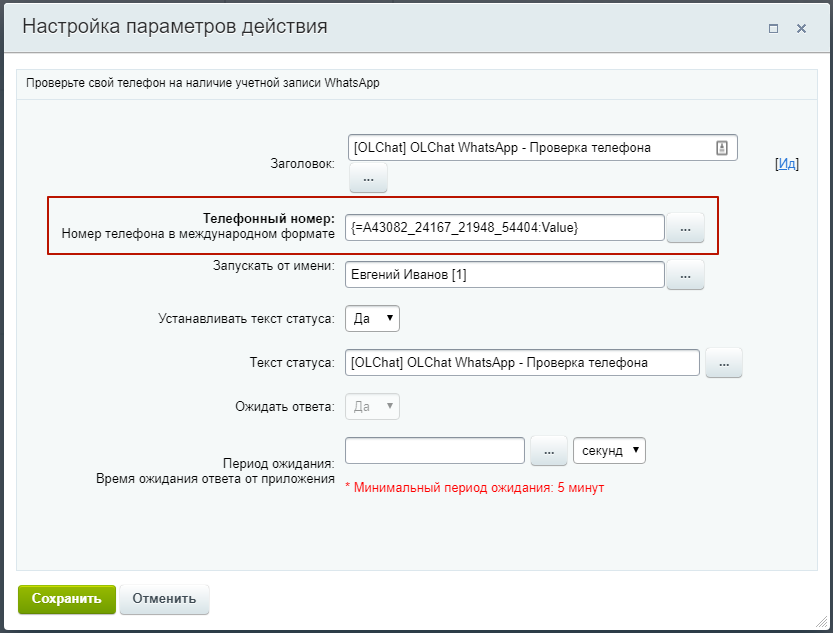 Настройка параметров действия
Проверьте свой телефон на наличие учетной записи WhatsApp
Заголовок: [OLChat] OLChat WhatsApp - Проверка телефона
...
[Ид]
Телефонный номер:
Номер телефона в международном формате {=A43082_24167_21948_54404:Value} ...
Запускать от имени: Евгений Иванов [1] ...
Устанавливать текст статуса: Да
Текст статуса: [OLChat] OLChat WhatsApp - Проверка телефона ...
Ожидать ответа: Да
... секунд
Период ожидания:
Время ожидания ответа от приложения
* Минимальный период ожидания: 5 минут
Сохранить Отменить